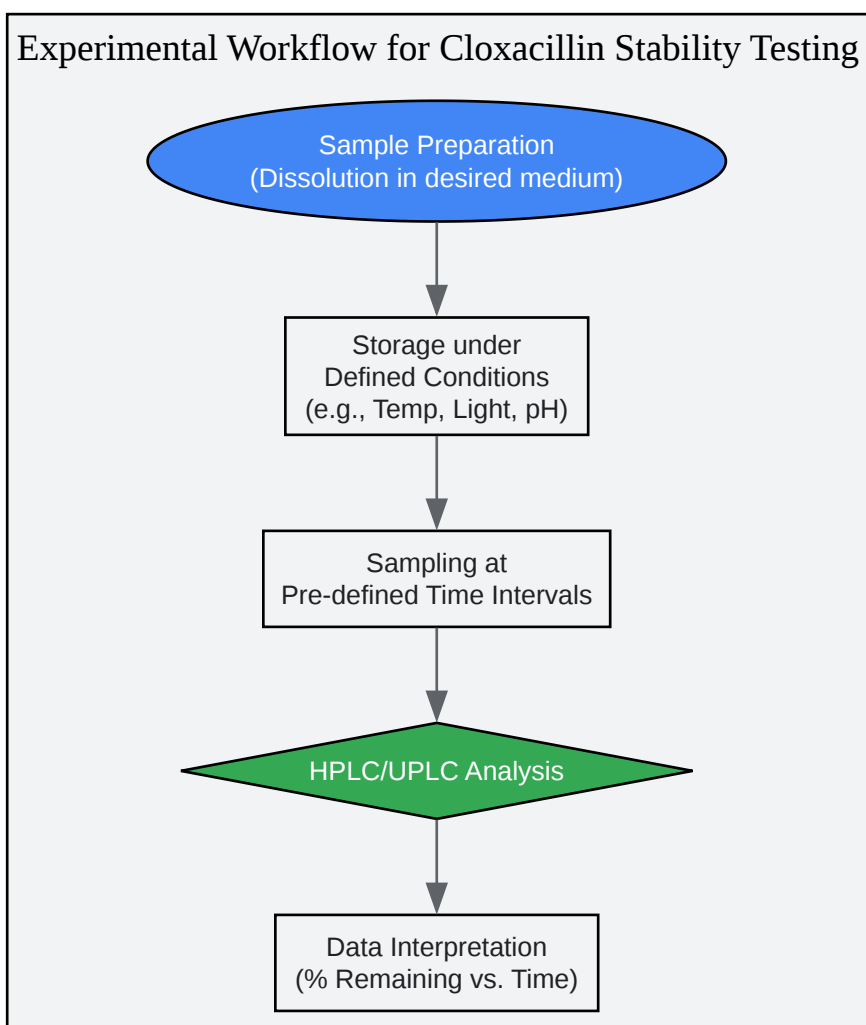 Experimental Workflow for Cloxacillin Stability Testing
Sample Preparation
(Dissolution in desired medium)
Storage under
Defined Conditions
(e.g., Temp, Light, pH)
Sampling at
Pre-defined Time Intervals
HPLC/UPLC Analysis
Data Interpretation
(% Remaining vs. Time)